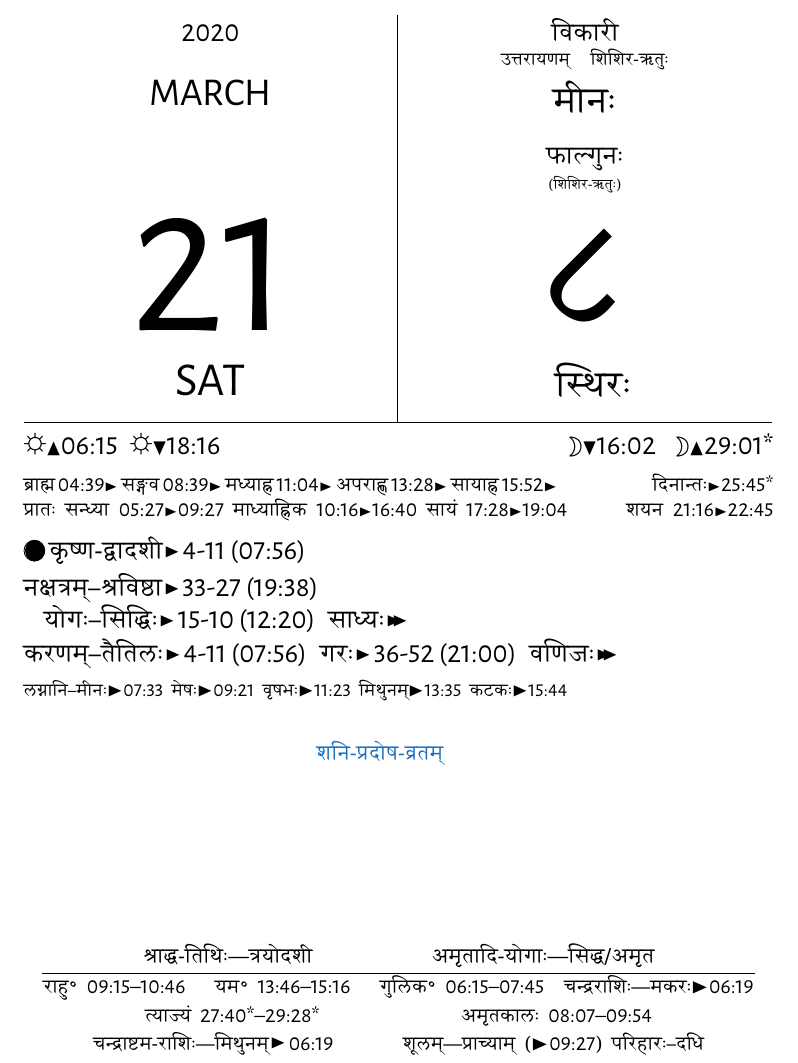 2020
MARCH
21
SAT
विकारी
उत्तरायणम् शिशिर-ऋतुः
मीनः
फाल्गुनः
(शिशिर-ऋतुः)
८
स्थिरः
☼▲06:15 ☼▼18:16 ☽▼16:02 ☽▲29:01*
ब्राह्म 04:39► सङ्गव 08:39► मध्याह्न 11:04► अपराह्ण 13:28► सायाह्न 15:52► दिनान्तः►25:45*
प्रातः सन्ध्या 05:27►09:27 माध्याह्निक 10:16►16:40 सायं 17:28►19:04 शयन 21:16►22:45
कृष्ण-द्वादशी►4-11 (07:56)
नक्षत्रम्–श्रविष्ठा►33-27 (19:38)
योगः–सिद्धिः►15-10 (12:20) साध्यः►►
करणम्–तैतिलः►4-11 (07:56) गरः►36-52 (21:00) वणिजः►►
लग्नानि–मीनः►07:33 मेषः►09:21 वृषभः►11:23 मिथुनम्►13:35 कटकः►15:44
शनि-प्रदोष-व्रतम्
श्राद्ध-तिथिः—त्रयोदशी अमृतादि-योगाः—सिद्ध/अमृत
राहु° 09:15–10:46 यम° 13:46–15:16 गुलिक° 06:15–07:45 चन्द्रराशिः—मकरः►06:19
त्याज्यं 27:40*–29:28* अमृतकालः 08:07–09:54
चन्द्राष्टम-राशिः—मिथुनम्►06:19 शूलम्—प्राच्याम् (►09:27) परिहारः–दधि